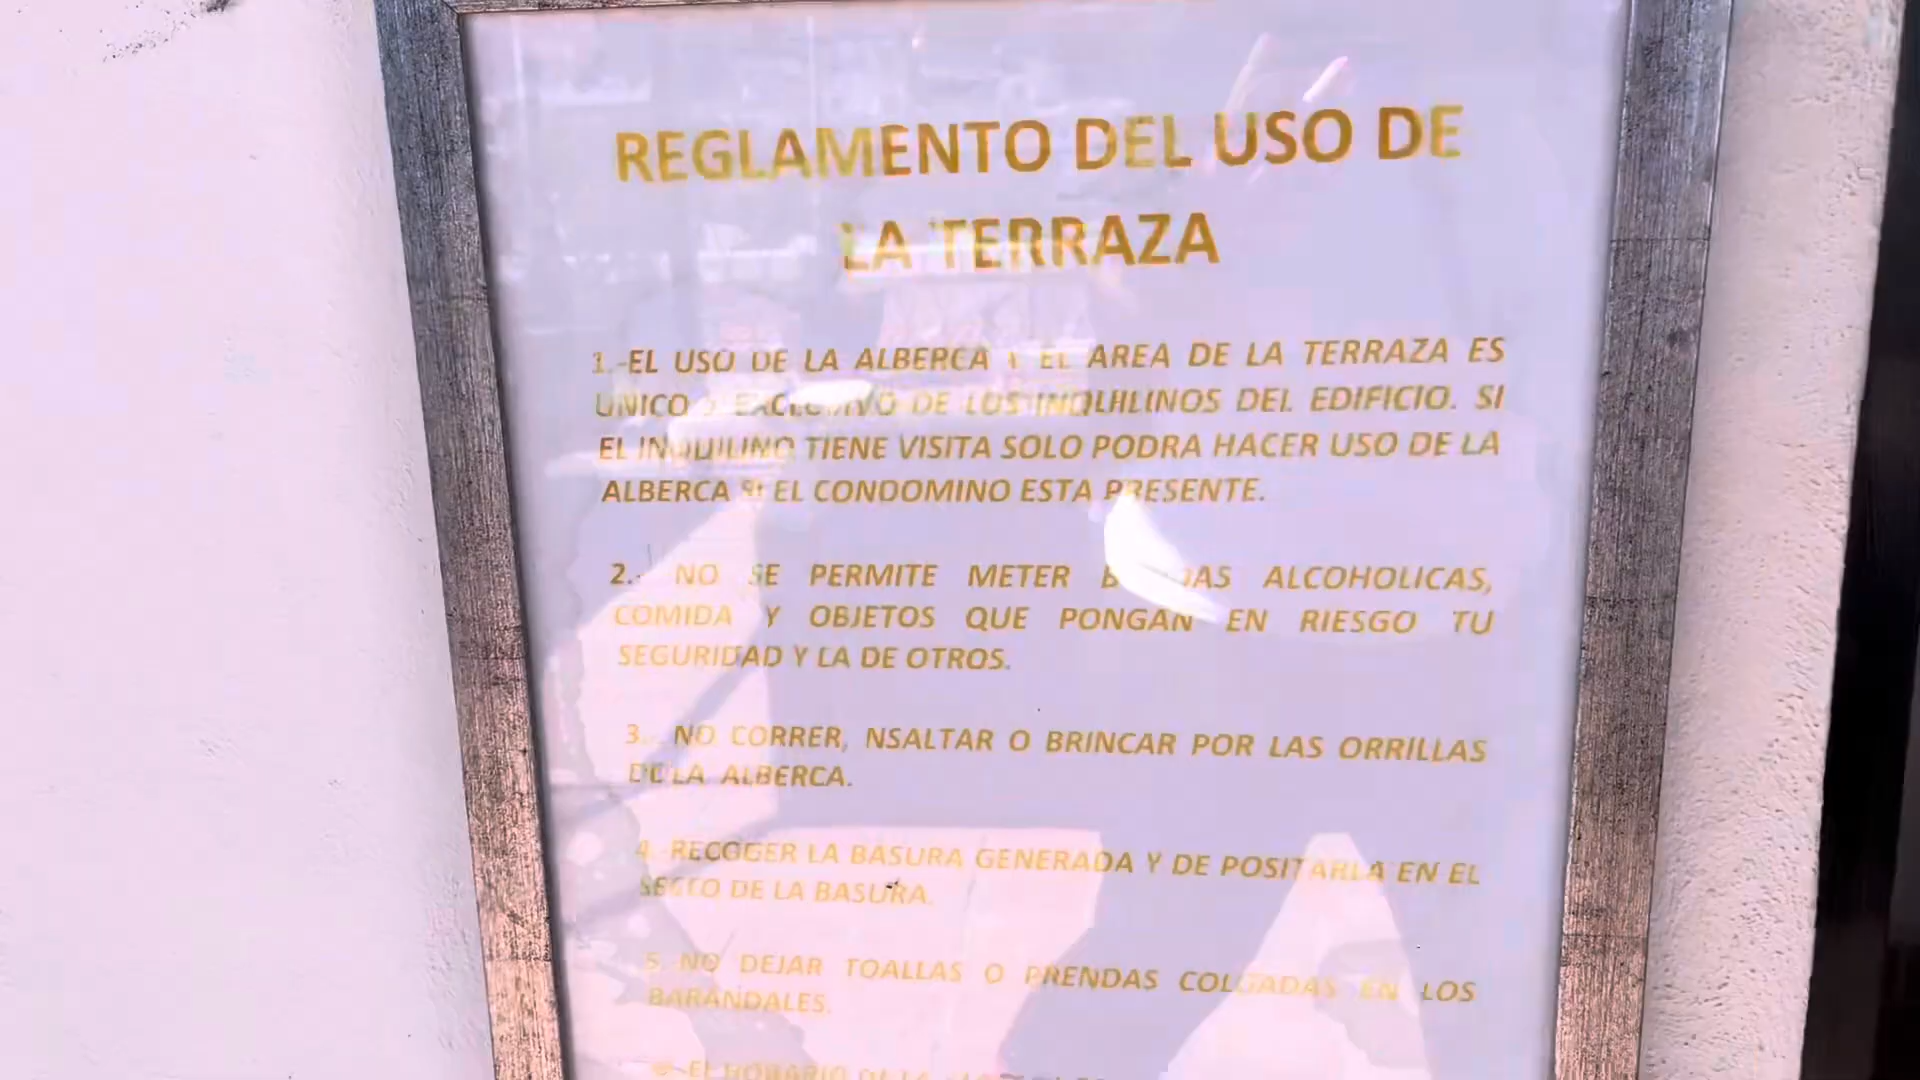 REGLAMENTO DEL USO DE
LA TERRAZA
1.-EL USO DE LA ALBERCA Y EL AREA DE LA TERRAZA ES
UNICO Y EXCLUSIVO DE LOS INQUILINOS DEL EDIFICIO. SI
EL INQUILINO TIENE VISITA SOLO PODRA HACER USO DE LA
ALBERCA SI EL CONDOMINO ESTA PRESENTE.
2.- NO SE PERMITE METER ALCOHOLICAS,
COMIDA Y OBJETOS QUE PONGAN EN RIESGO TU
SEGURIDAD Y LA DE OTROS.
3.- NO CORRER, NSALTAR O BRINCAR POR LAS ORRILLAS
DE LA ALBERCA.
4.-RECOGER LA BASURA GENERADA Y DE POSITARLA EN EL
SESTO DE LA BASURA.
5.-NO DEJAR TOALLAS O PRENDAS COLGADAS EN LOS
BARANDALES.
EL HORARIO DE LA